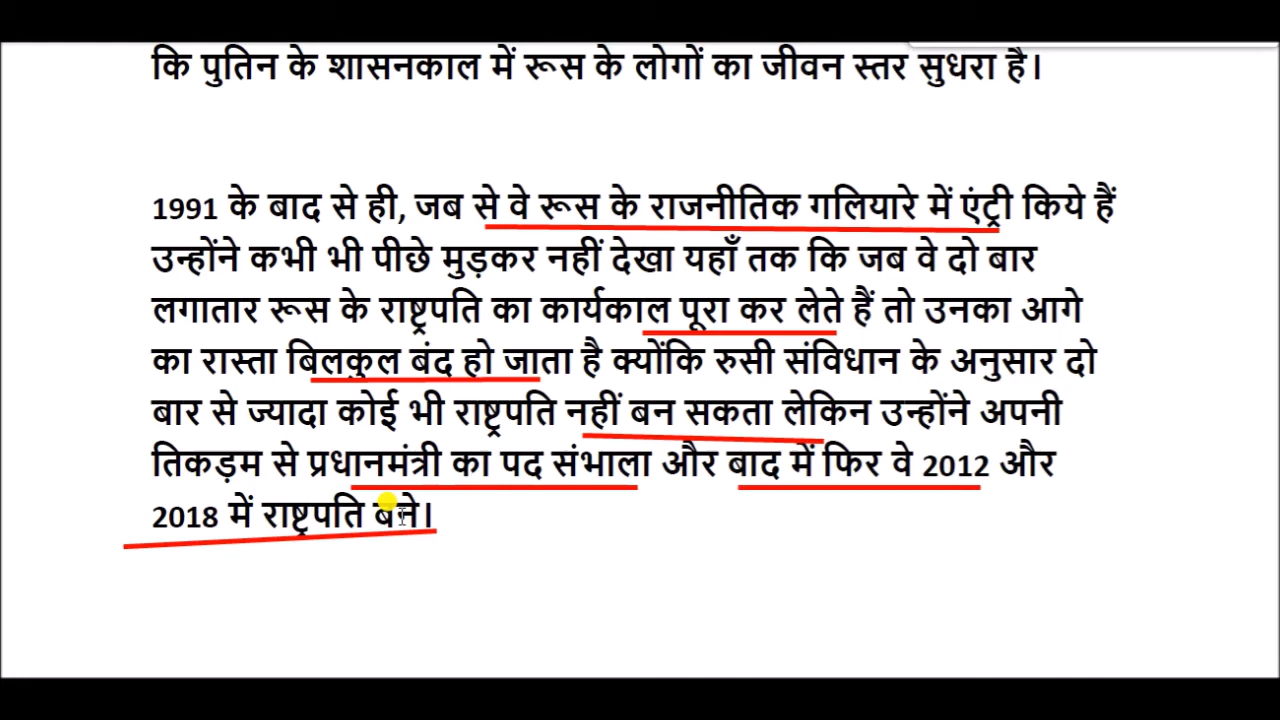 कि पुतिन के शासनकाल में रूस के लोगों का जीवन स्तर सुधरा है।
1991 के बाद से ही, जब से वे रूस के राजनीतिक गलियारे में एंट्री किये हैं
उन्होंने कभी भी पीछे मुड़कर नहीं देखा यहाँ तक कि जब वे दो बार
लगातार रूस के राष्ट्रपति का कार्यकाल पूरा कर लेते हैं तो उनका आगे
का रास्ता बिलकुल बंद हो जाता है क्योंकि रुसी संविधान के अनुसार दो
बार से ज्यादा कोई भी राष्ट्रपति नहीं बन सकता लेकिन उन्होंने अपनी
तिकड़म से प्रधानमंत्री का पद संभाला और बाद में फिर वे 2012 और
2018 में राष्ट्रपति बने।